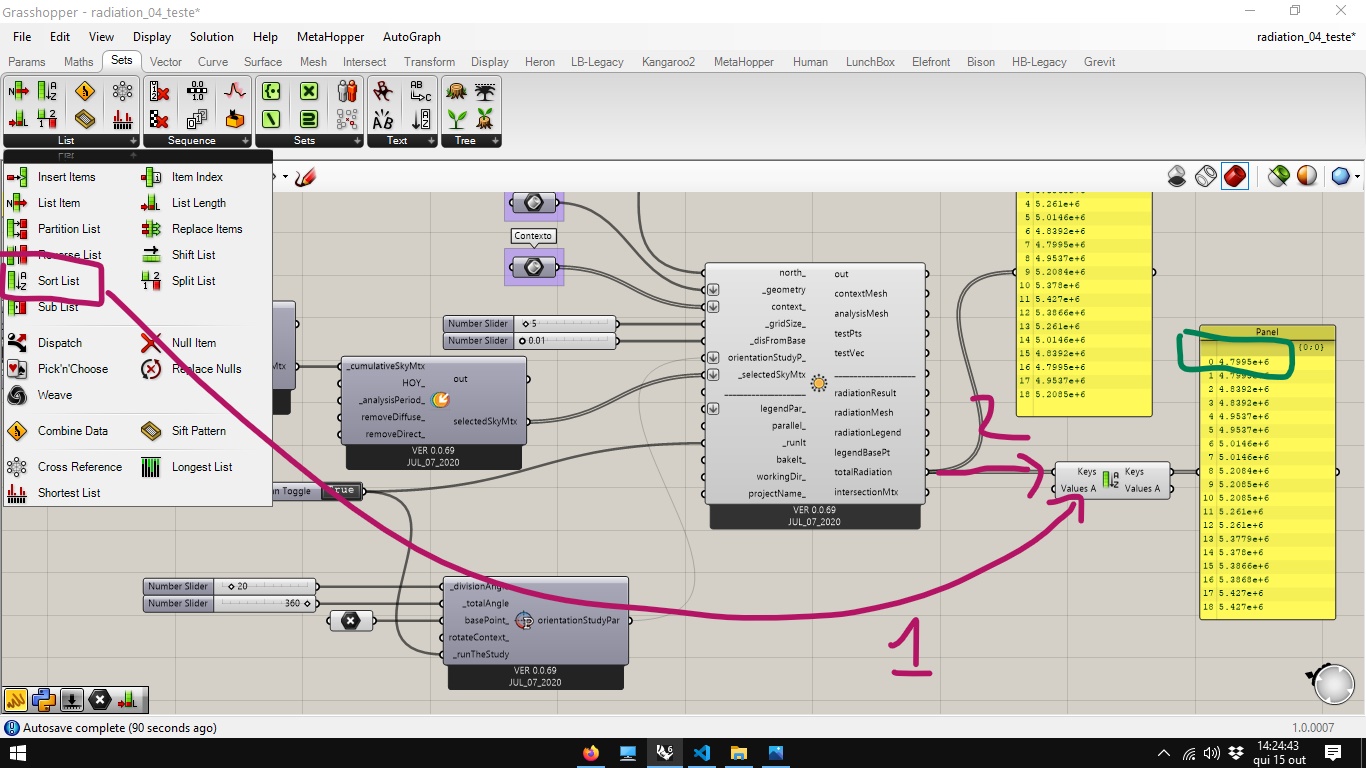 Grasshopper - radiation_04_teste*
File Edit View Display Solution Help MetaHopper AutoGraph radiation_04_teste*
Params Maths Sets Vector Curve Surface Mesh Intersect Transform Display Heron LB-Legacy Kangaroo2 MetaHopper Human LunchBox Elefront Bison HB-Legacy Grevit
List Sequence Sets Text Tree
Insert Items Item Index
List Item List Length
Partition List Replace Items
Reverse List Shift List
Sort List Split List
Sub List
Dispatch Null Item
Pick'n'Choose Replace Nulls
Weave
Combine Data Sift Pattern
Cross Reference Longest List
Shortest List
Contexto
Number Slider 5
Number Slider 0.01
_cumulativeSkyMtx
HOY_
_analysisPeriod_
removeDiffuse_
removeDirect_
out
selectedSkyMtx
VER 0.0.69
JUL_07_2020
Toggle True
Number Slider 20
Number Slider 360
_divisionAngle
_totalAngle
basePoint_
rotateContext_
_runTheStudy
orientationStudyPar
VER 0.0.69
JUL_07_2020
north_
_geometry
context_
_gridSize_
_disFromBase
orientationStudyP_
_selectedSkyMtx
legendPar_
parallel_
_runIt
bakeIt_
workingDir_
projectName_
out
contextMesh
analysisMesh
testPts
testVec
radiationResult
radiationMesh
radiationLegend
legendBasePt
totalRadiation
intersectionMtx
VER 0.0.69
JUL_07_2020
4 5.261e+6
5 5.0146e+6
6 4.8392e+6
7 4.7995e+6
8 4.9537e+6
9 5.2084e+6
10 5.378e+6
11 5.427e+6
12 5.3866e+6
13 5.261e+6
14 5.0146e+6
15 4.8392e+6
16 4.7995e+6
17 4.9537e+6
18 5.2085e+6
2
1
Keys Keys
Values A Values A
Panel
{0;0}
0 4.7995e+6
1 4.7995e+6
2 4.8392e+6
3 4.8392e+6
4 4.9537e+6
5 4.9537e+6
6 5.0146e+6
7 5.0146e+6
8 5.2084e+6
9 5.2085e+6
10 5.2085e+6
11 5.261e+6
12 5.261e+6
13 5.3779e+6
14 5.378e+6
15 5.3866e+6
16 5.3868e+6
17 5.427e+6
18 5.427e+6
Autosave complete (90 seconds ago) 1.0.0007
14:24:43
qui 15 out